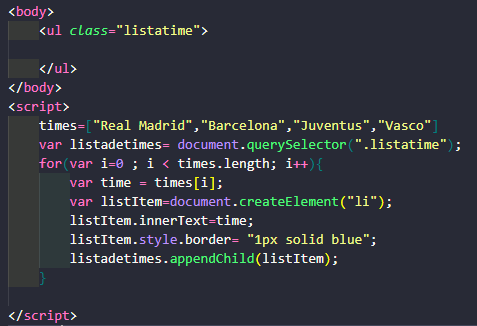 <body>
<ul class="listatime">
</ul>
</body>
<script>
times=["Real Madrid","Barcelona","Juventus","Vasco"]
var listadetimes= document.querySelector(".listatime");
for(var i=0 ; i < times.length; i++){
var time = times[i];
var listItem=document.createElement("li");
listItem.innerText=time;
listItem.style.border= "1px solid blue";
listadetimes.appendChild(listItem);
}
</script>